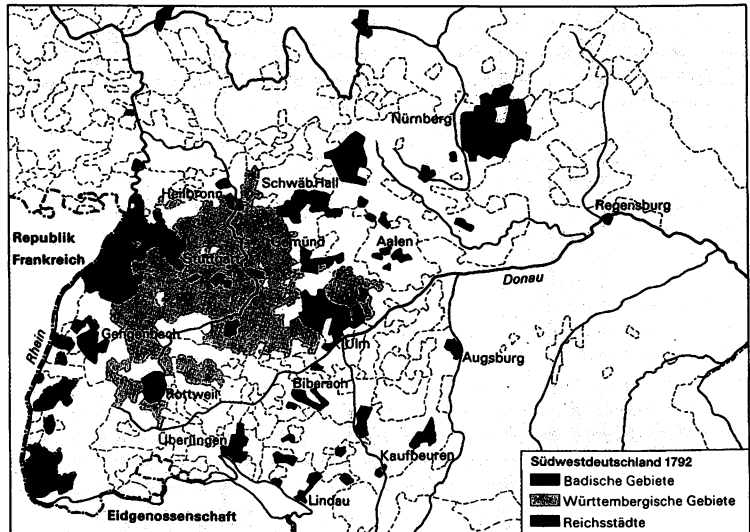 Nürnberg
Heilbronn
Schwäb.Hall
Regensburg
Republik
Frankreich
Gmünd
Aalen
Stuttgart
Donau
Rhein
Gengenbach
Ulm
Augsburg
Rottweil
Biberach
Überlingen
Kaufbeuren
Lindau
Eidgenossenschaft
Südwestdeutschland 1792
Badische Gebiete
Württembergische Gebiete
Reichsstädte